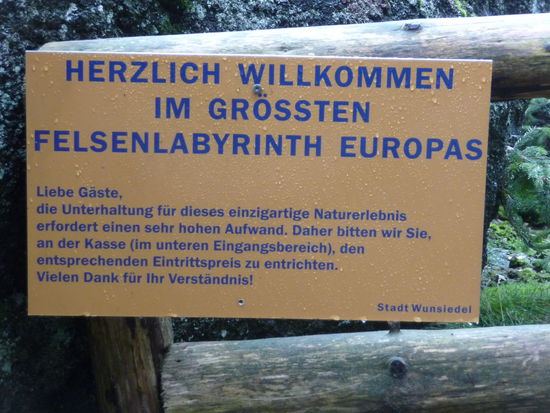 HERZLICH WILLKOMMEN
IM GRÖSSTEN
FELSENLABYRINTH EUROPAS
Liebe Gäste,
die Unterhaltung für dieses einzigartige Naturerlebnis
erfordert einen sehr hohen Aufwand. Daher bitten wir Sie,
an der Kasse (im unteren Eingangsbereich), den
entsprechenden Eintrittspreis zu entrichten.
Vielen Dank für Ihr Verständnis!
Stadt Wunsiedel